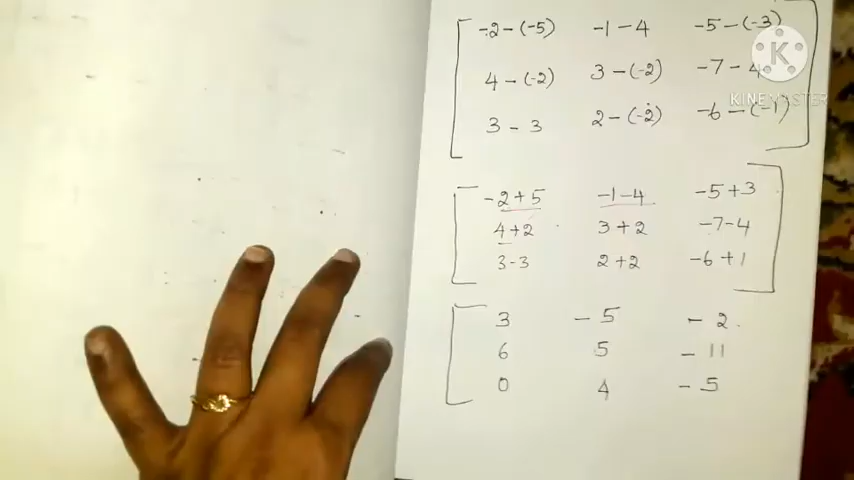 -2-(-5) -1-4 -5-(-3)
4-(-2) 3-(-2) -7-4
3-3 2-(-2) -6-(-1)
KINEMASTER
-2+5 -1-4 -5+3
4+2 3+2 -7-4
3-3 2+2 -6+1
3 -5 -2
6 5 -11
0 4 -5